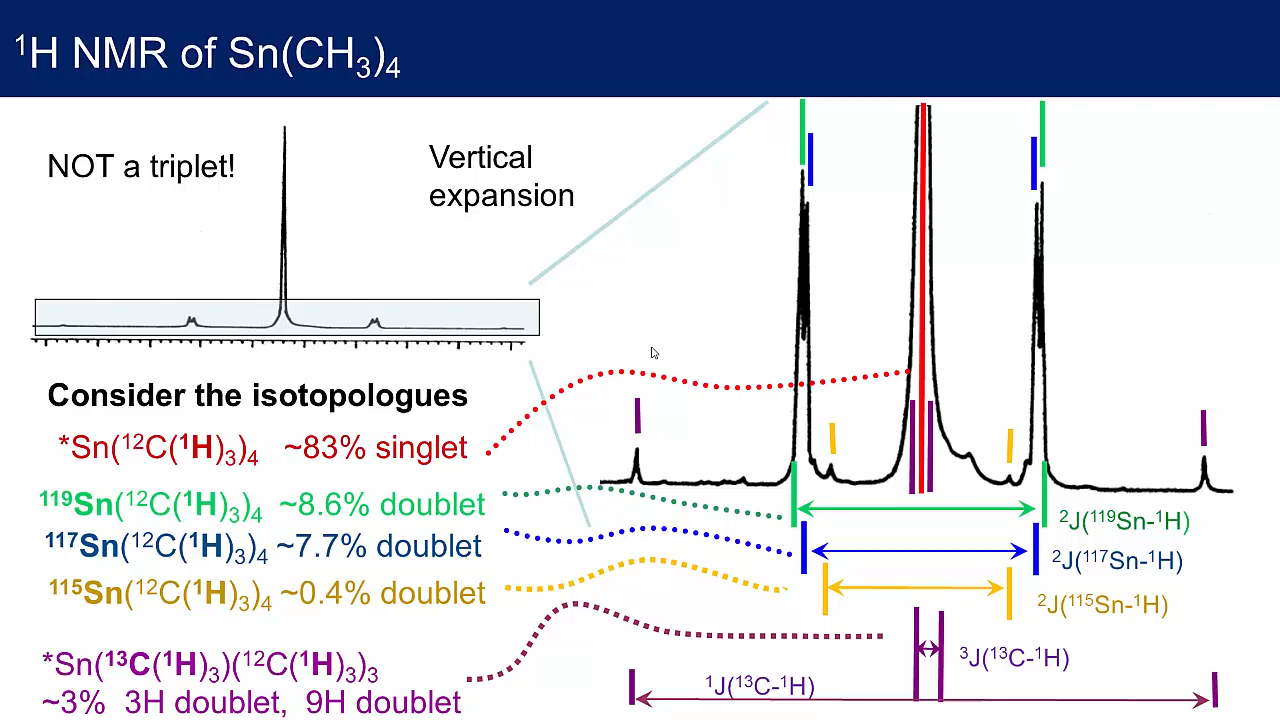 ¹H NMR of Sn(CH₃)₄
NOT a triplet!
Vertical
expansion
Consider the isotopologues
*Sn(¹²C(¹H)₃)₄ ~83% singlet
¹¹⁹Sn(¹²C(¹H)₃)₄ ~8.6% doublet
¹¹⁷Sn(¹²C(¹H)₃)₄ ~7.7% doublet
¹¹⁵Sn(¹²C(¹H)₃)₄ ~0.4% doublet
*Sn(¹³C(¹H)₃)(¹²C(¹H)₃)₃
~3% 3H doublet, 9H doublet
²J(¹¹⁹Sn-¹H)
²J(¹¹⁷Sn-¹H)
²J(¹¹⁵Sn-¹H)
³J(¹³C-¹H)
¹J(¹³C-¹H)